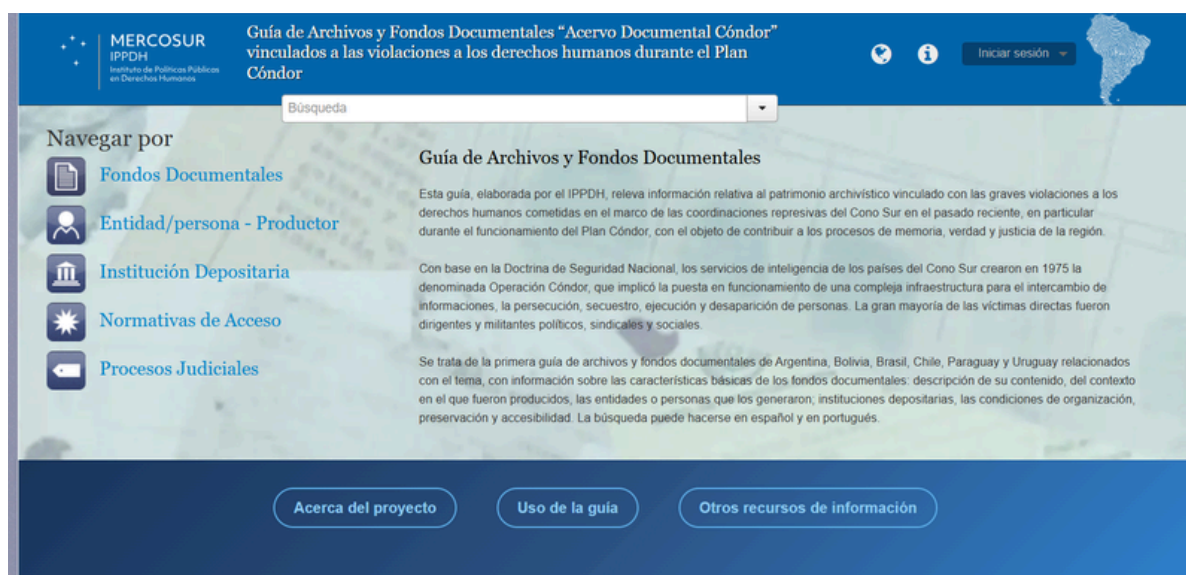 MERCOSUR
IPPDH
Instituto de Políticas Públicas
en Derechos Humanos
Guía de Archivos y Fondos Documentales “Acervo Documental Cóndor”
vinculados a las violaciones a los derechos humanos durante el Plan
Cóndor
Iniciar sesión
Búsqueda
Navegar por
Fondos Documentales
Entidad/persona - Productor
Institución Depositaria
Normativas de Acceso
Procesos Judiciales
Guía de Archivos y Fondos Documentales
Esta guía, elaborada por el IPPDH, releva información relativa al patrimonio archivístico vinculado con las graves violaciones a los
derechos humanos cometidas en el marco de las coordinaciones represivas del Cono Sur en el pasado reciente, en particular
durante el funcionamiento del Plan Cóndor, con el objeto de contribuir a los procesos de memoria, verdad y justicia de la región.
Con base en la Doctrina de Seguridad Nacional, los servicios de inteligencia de los países del Cono Sur crearon en 1975 la
denominada Operación Cóndor, que implicó la puesta en funcionamiento de una compleja infraestructura para el intercambio de
informaciones, la persecución, secuestro, ejecución y desaparición de personas. La gran mayoría de las víctimas directas fueron
dirigentes y militantes políticos, sindicales y sociales.
Se trata de la primera guía de archivos y fondos documentales de Argentina, Bolivia, Brasil, Chile, Paraguay y Uruguay relacionados
con el tema, con información sobre las características básicas de los fondos documentales: descripción de su contenido, del contexto
en el que fueron producidos, las entidades o personas que los generaron; instituciones depositarias, las condiciones de organización,
preservación y accesibilidad. La búsqueda puede hacerse en español y en portugués.
Acerca del proyecto
Uso de la guía
Otros recursos de información